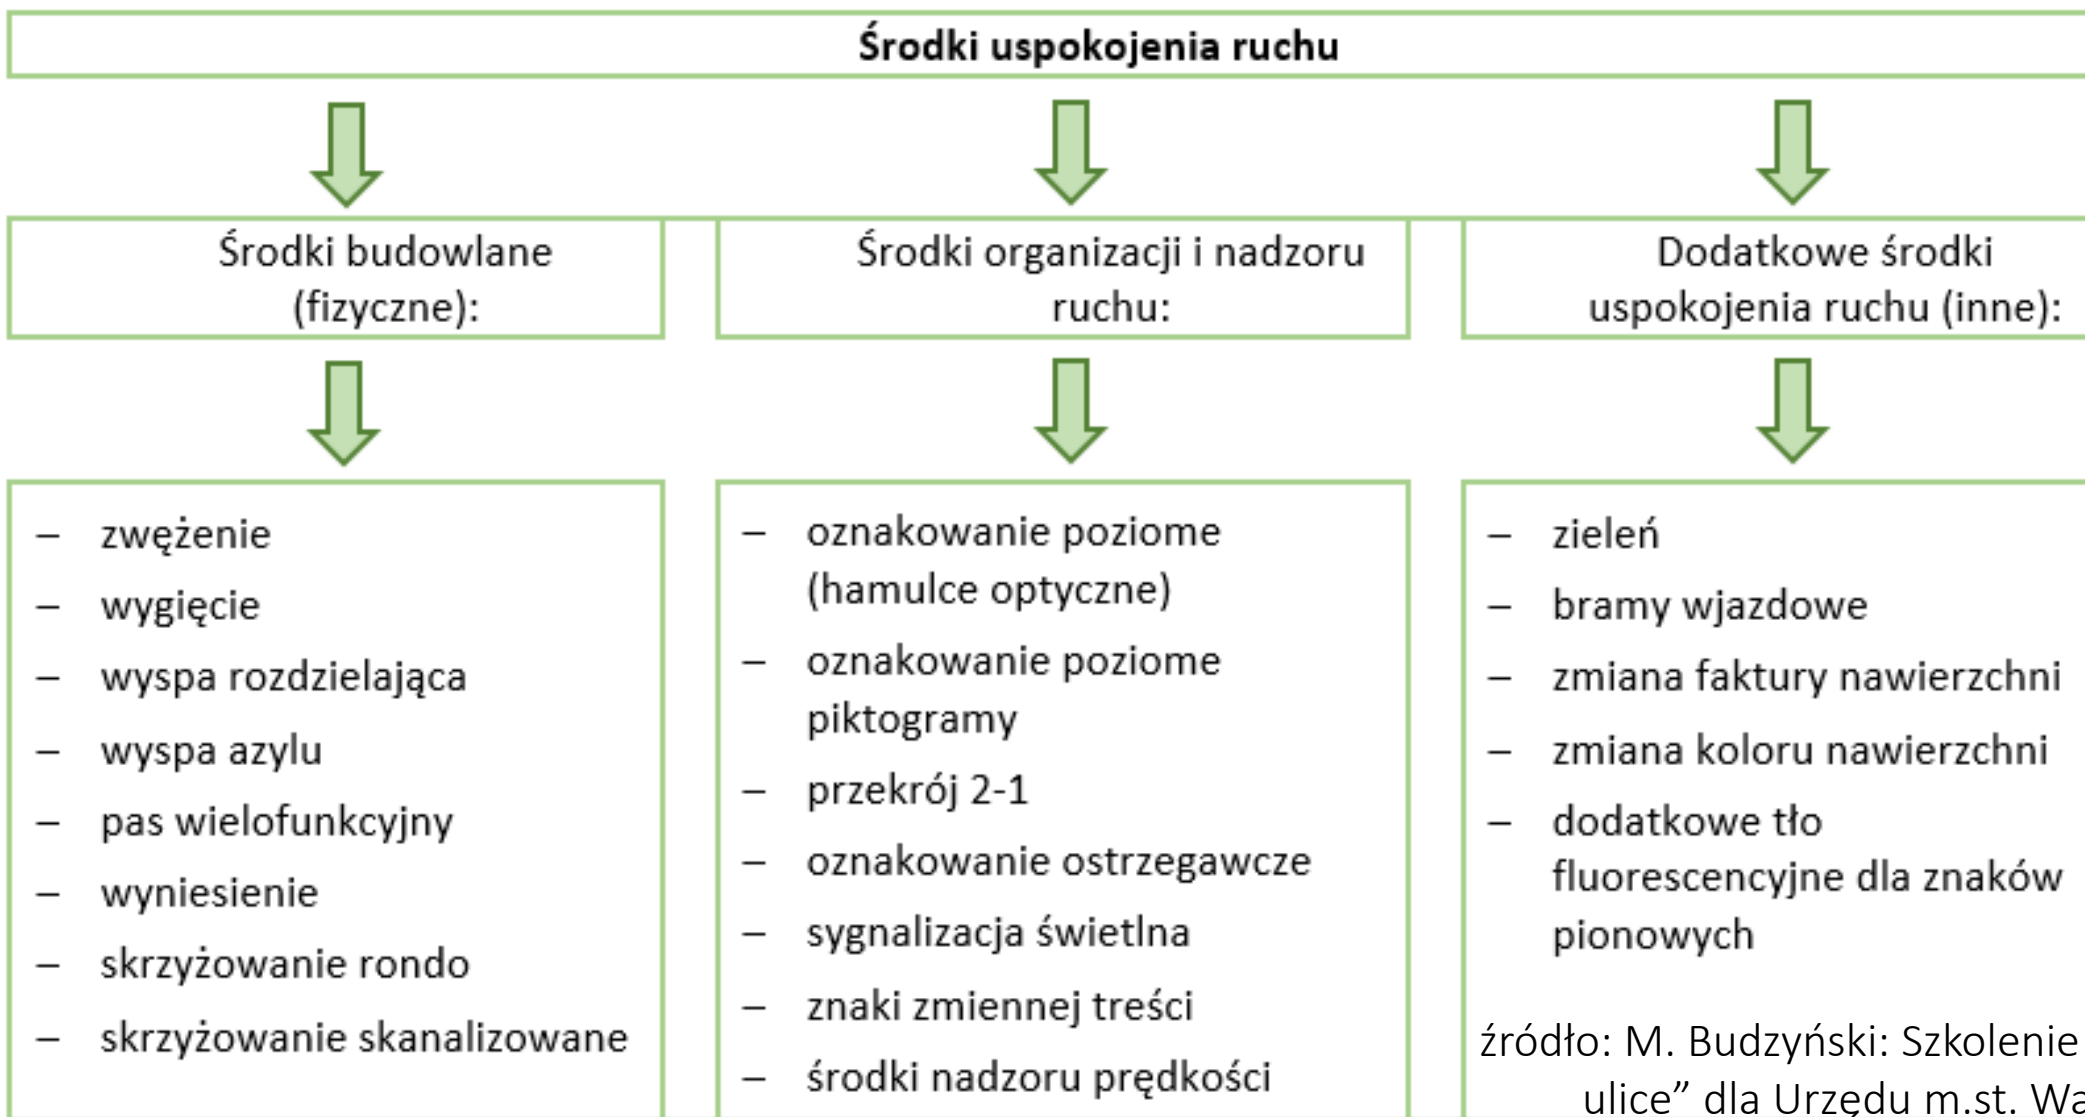 Środki uspokojenia ruchu
Środki budowlane
(fizyczne):
– zwężenie
– wygięcie
– wyspa rozdzielająca
– wyspa azylu
– pas wielofunkcyjny
– wyniesienie
– skrzyżowanie rondo
– skrzyżowanie skanalizowane
Środki organizacji i nadzoru
ruchu:
– oznakowanie poziome
(hamulce optyczne)
– oznakowanie poziome
piktogramy
– przekrój 2-1
– oznakowanie ostrzegawcze
– sygnalizacja świetlna
– znaki zmiennej treści
– środki nadzoru prędkości
Dodatkowe środki
uspokojenia ruchu (inne):
– zieleń
– bramy wjazdowe
– zmiana faktury nawierzchni
– zmiana koloru nawierzchni
– dodatkowe tło
fluorescencyjne dla znaków
pionowych
źródło: M. Budzyński: Szkolenie
ulice” dla Urzędu m.st. Wa